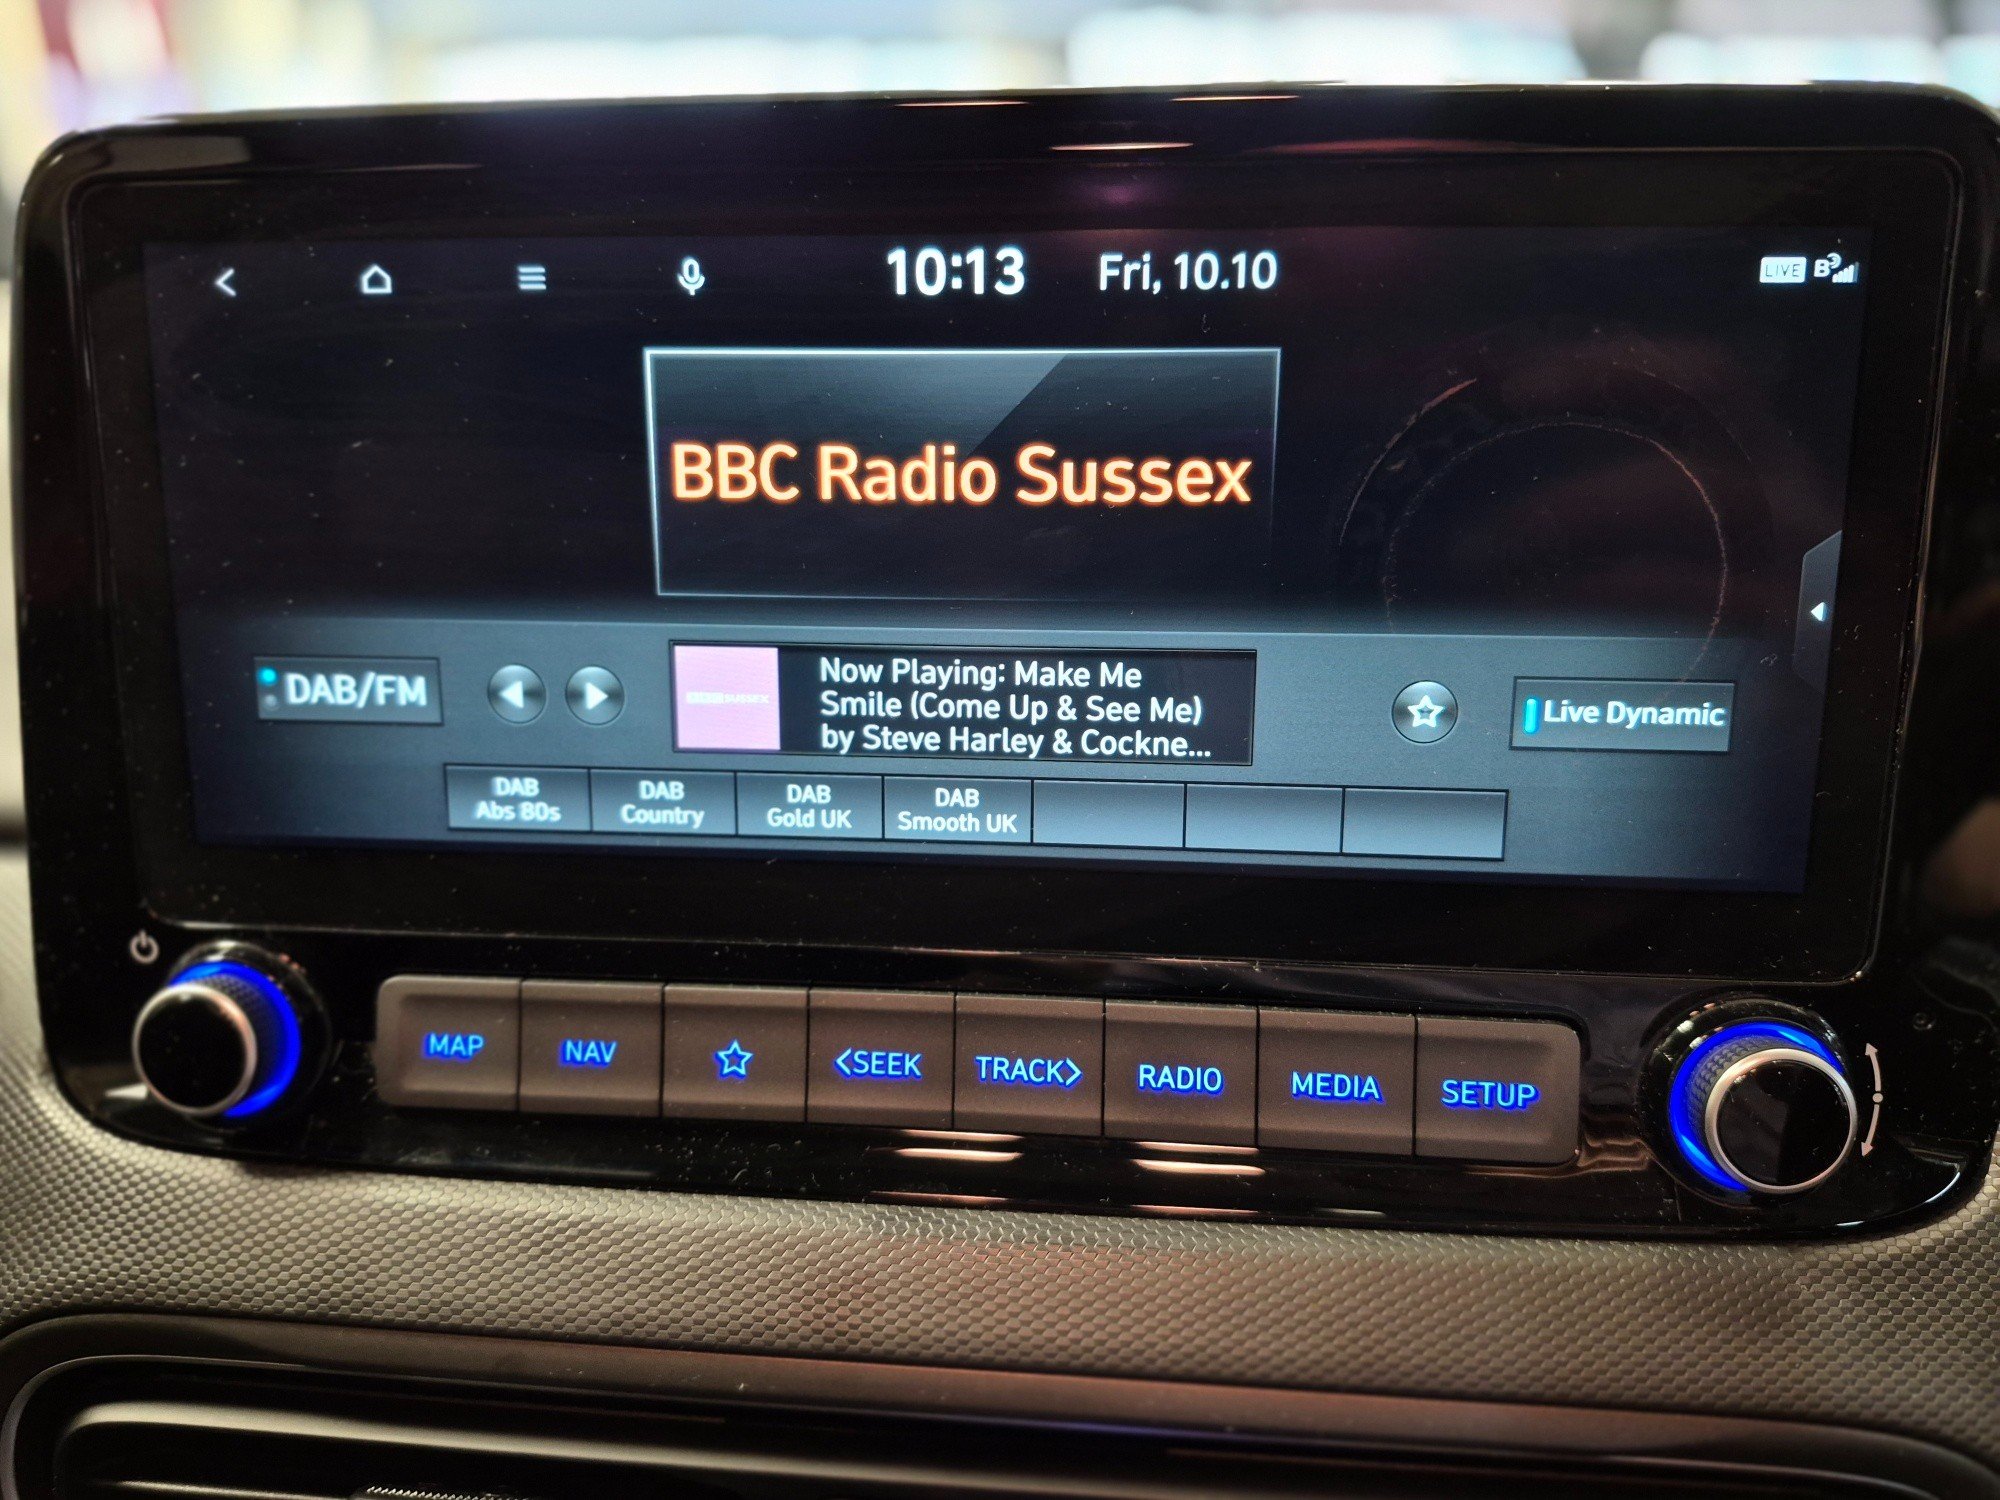 10:13 Fri, 10.10 LIVE B
BBC Radio Sussex
DAB/FM
SUSSEX
Now Playing: Make Me
Smile (Come Up & See Me)
by Steve Harley & Cockne...
Live Dynamic
DAB
Abs 80s
DAB
Country
DAB
Gold UK
DAB
Smooth UK
MAP NAV <SEEK TRACK> RADIO MEDIA SETUP